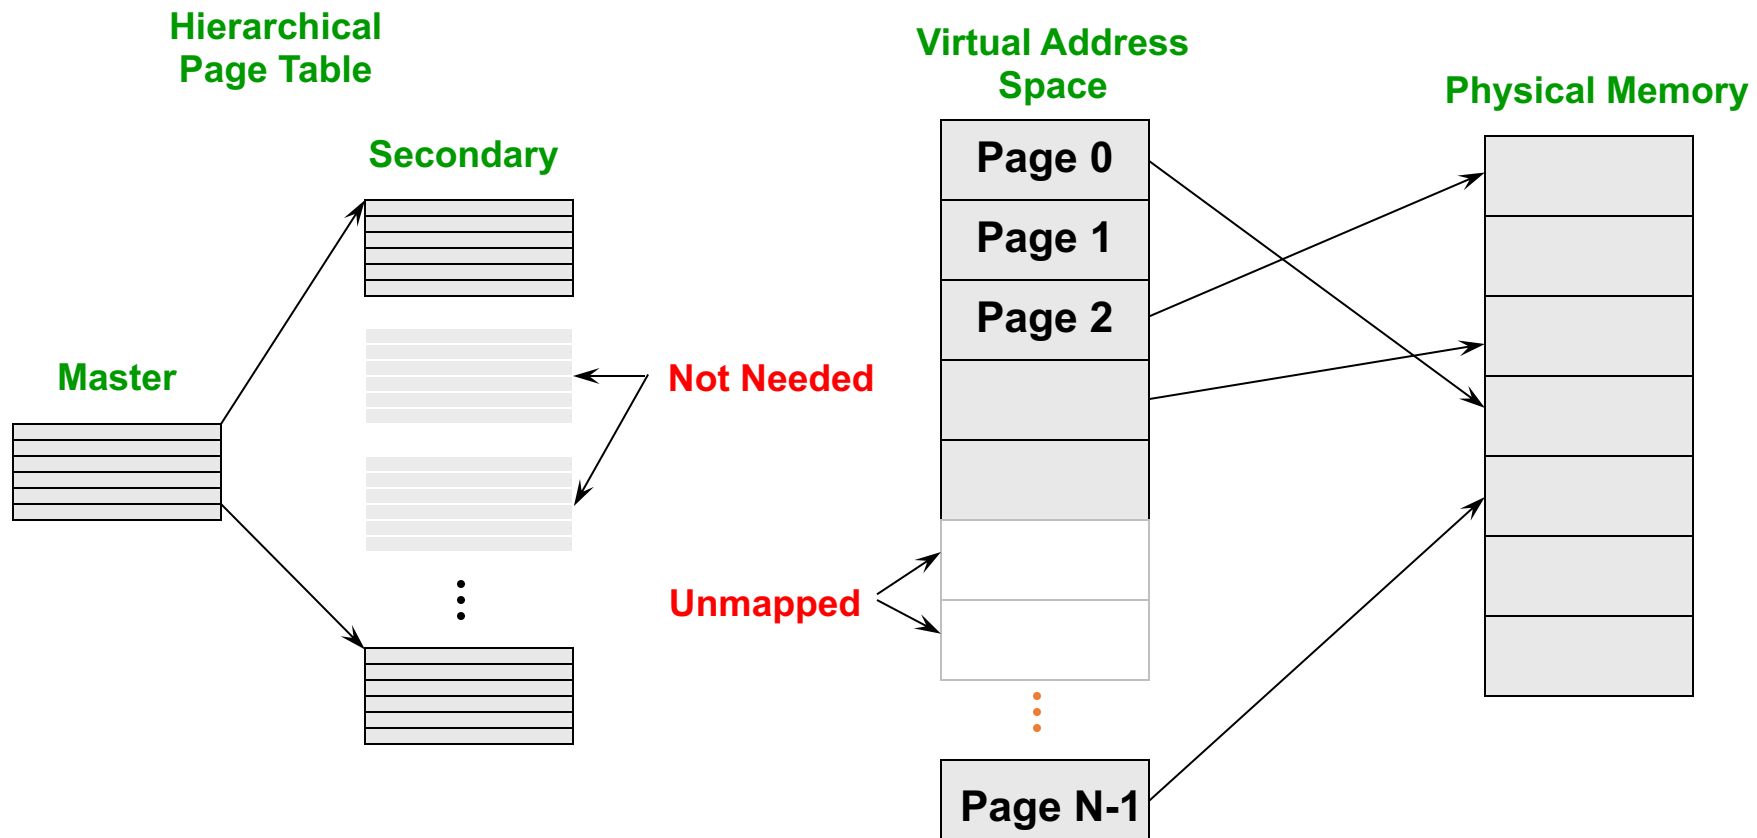 Hierarchical
Page Table
Secondary
Master
Not Needed
Unmapped
Virtual Address
Space
Page 0
Page 1
Page 2
Page N-1
Physical Memory